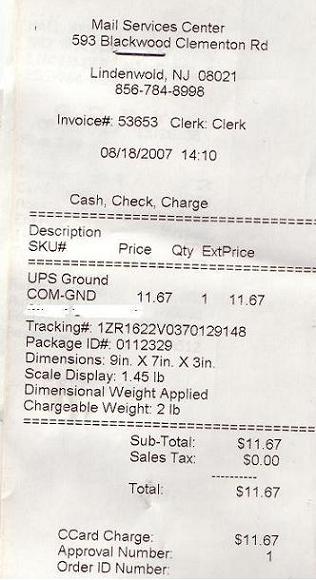 Mail Services Center
593 Blackwood Clementon Rd
Lindenwold, NJ 08021
856-784-8998
Invoice#: 53653 Clerk: Clerk
08/18/2007 14:10
Cash, Check, Charge
==============================
Description
SKU# Price Qty ExtPrice
==============================
UPS Ground
COM-GND 11.67 1 11.67
Tracking#: 1ZR1622V0370129148
Package ID#: 0112329
Dimensions: 9in. X 7in. X 3in.
Scale Display: 1.45 lb
Dimensional Weight Applied
Chargeable Weight: 2 lb
==============================
Sub-Total: $11.67
Sales Tax: $0.00
----------
Total: $11.67
CCard Charge: $11.67
Approval Number: 1
Order ID Number: